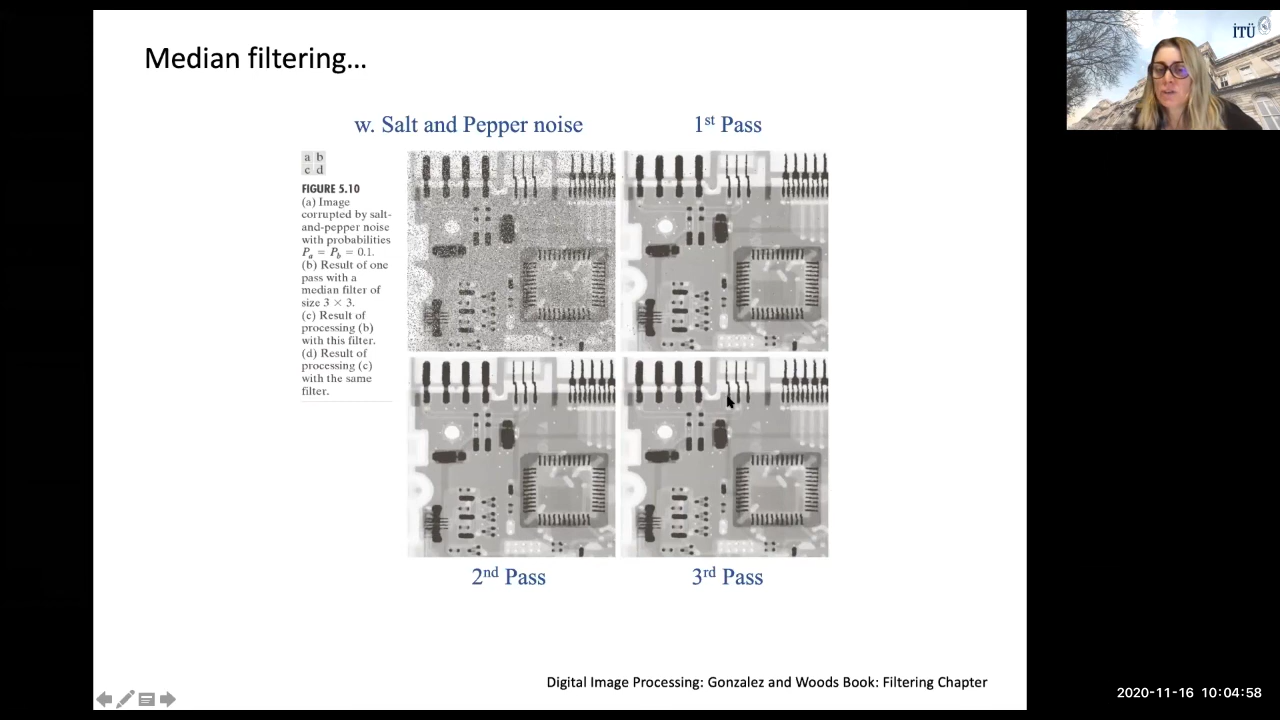 Median filtering...
w. Salt and Pepper noise
1st Pass
a b
c d
FIGURE 5.10
(a) Image
corrupted by salt-
and-pepper noise
with probabilities
Pa = Pb = 0.1.
(b) Result of one
pass with a
median filter of
size 3 × 3.
(c) Result of
processing (b)
with this filter.
(d) Result of
processing (c)
with the same
filter.
2nd Pass
3rd Pass
Digital Image Processing: Gonzalez and Woods Book: Filtering Chapter
İTÜ
2020-11-16 10:04:58